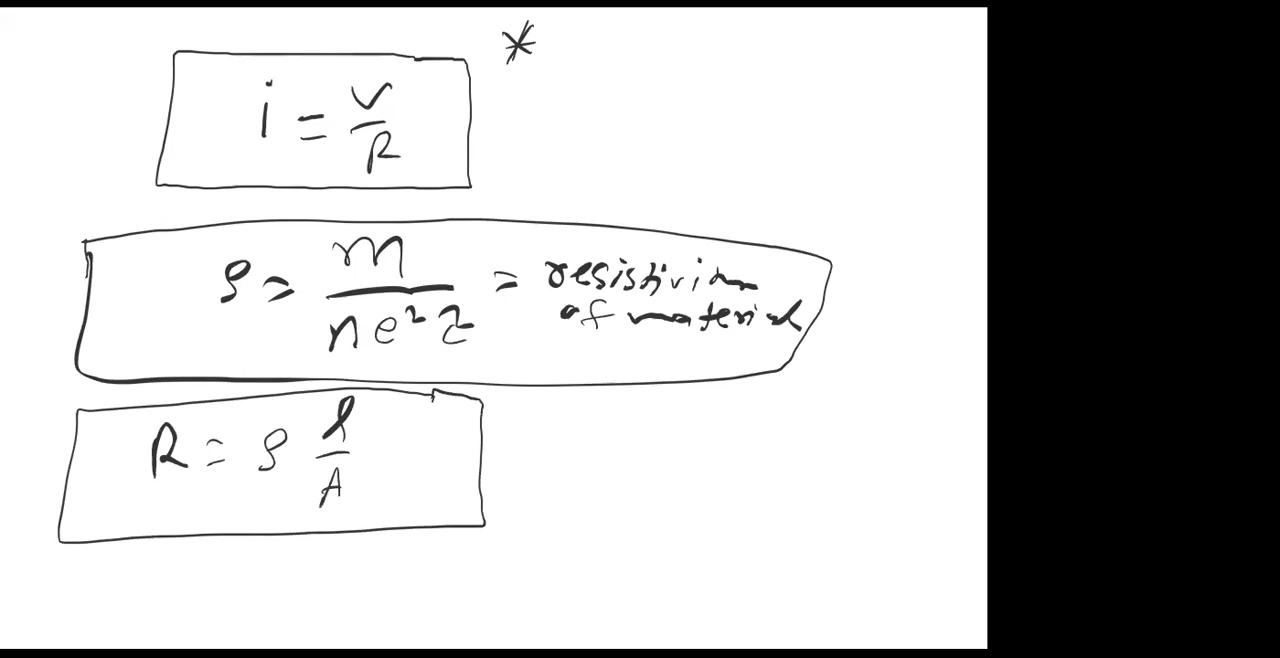 *
i = V/R
ρ = m/ne²τ = resistivity of material
R = ρ l/A